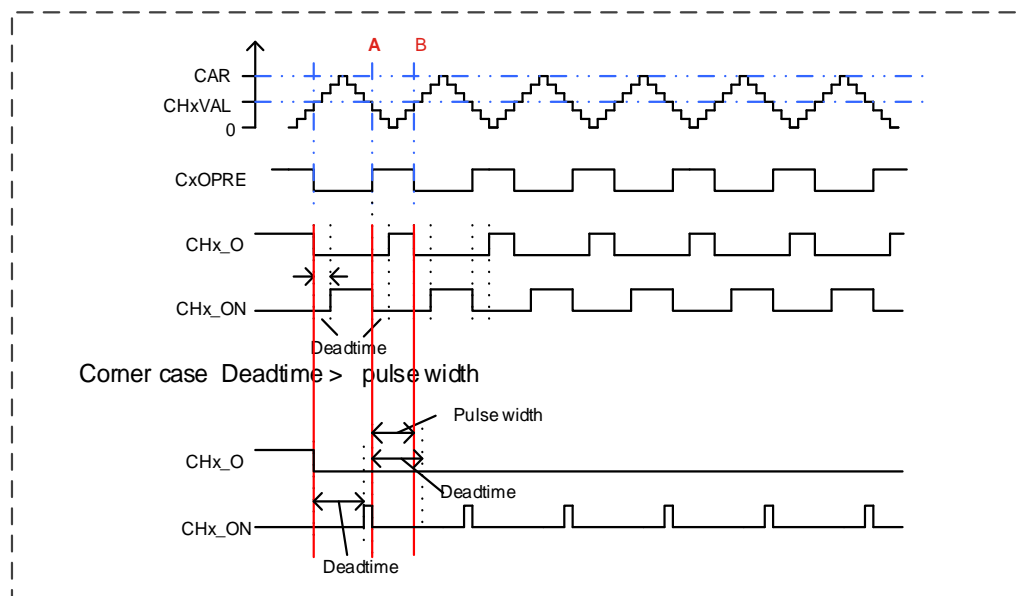 A B
CAR
CHxVAL
0
CxOPRE
CHx_O
CHx_ON
Deadtime
Corner case Deadtime > pulse width
Pulse width
CHx_O
Deadtime
CHx_ON
Deadtime